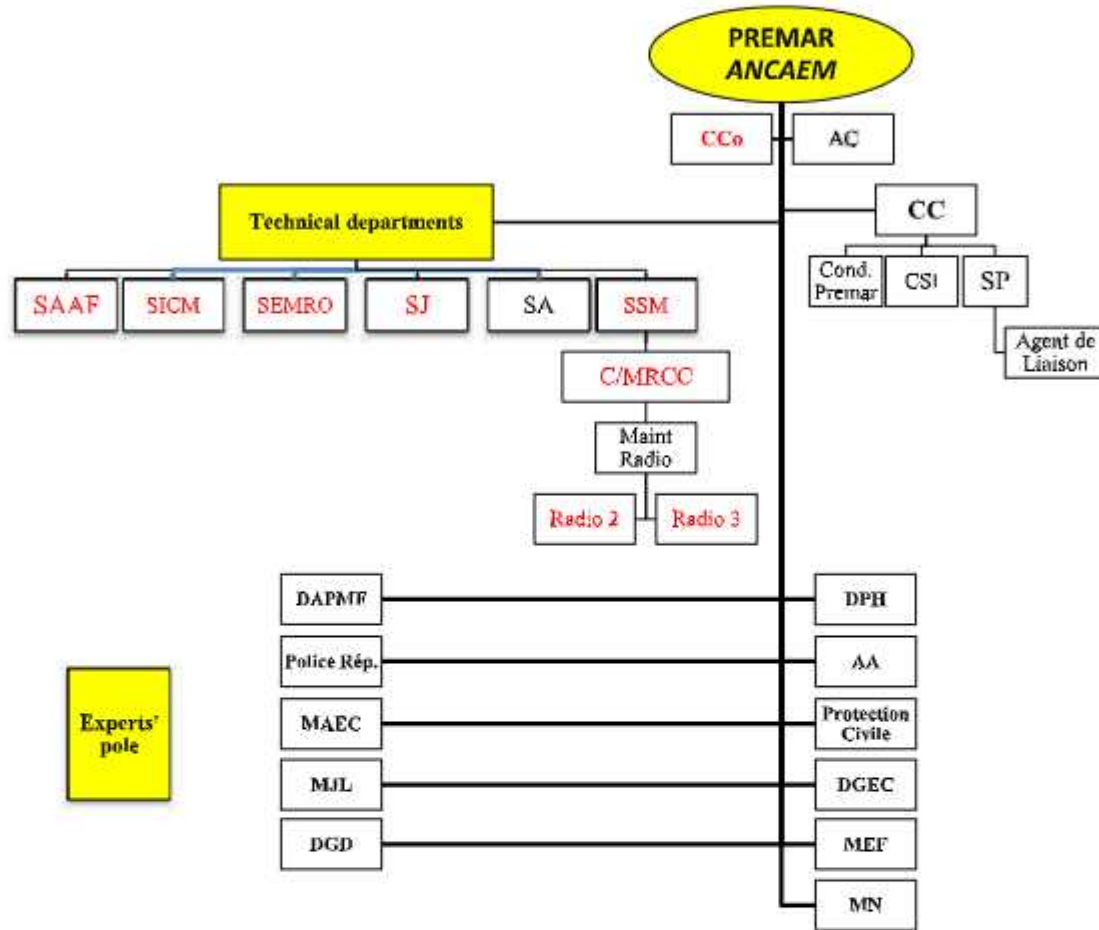 PREMAR
ANCAEM
CCo
AC
Technical departments
CC
Cond.
Premar
CSI
SP
SAAF
SICM
SEMRO
SJ
SA
SSM
Agent de
Liaison
C/MRCC
Maint
Radio
Radio 2
Radio 3
DAPMF
DPH
Police Rép.
AA
Experts'
pole
MAEC
Protection
Civile
MJL
DGEC
DGD
MEF
MN